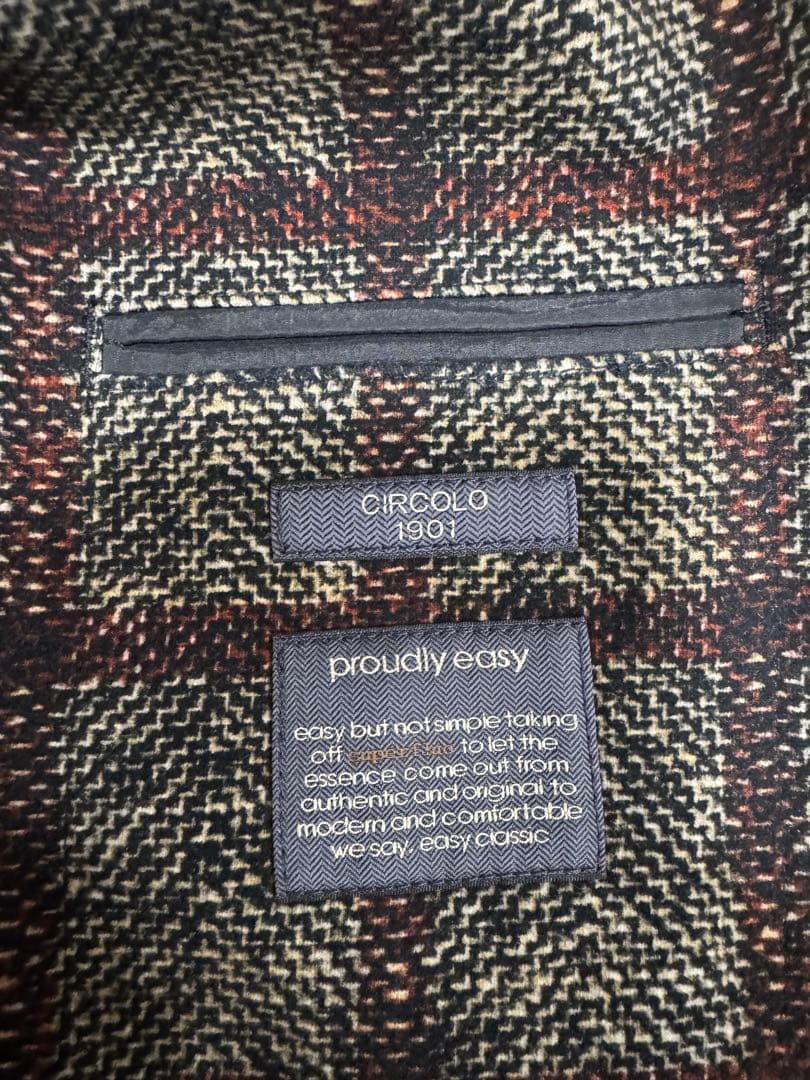 CIRCOLO
1901
proudly easy
easy but not simple taking
off superfluo to let the
essence come out from
authentic and original to
modern and comfortable
we say, easy classic